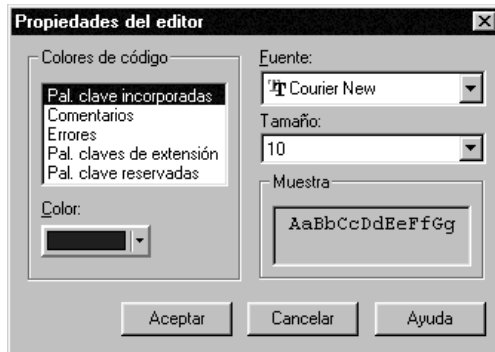 Propiedades del editor
Colores de código
Pal. clave incorporadas
Comentarios
Errores
Pal. claves de extensión
Pal. clave reservadas
Color:
Fuente:
Courier New
Tamaño:
10
Muestra
AaBbCcDdEeFfGg
Aceptar
Cancelar
Ayuda